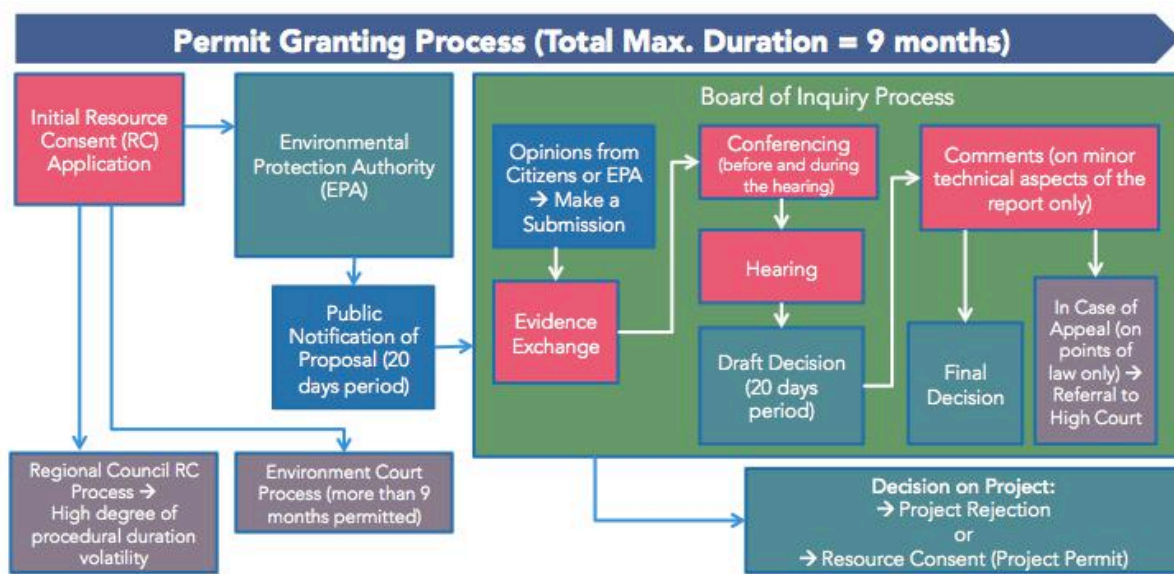 Permit Granting Process (Total Max. Duration = 9 months)
Initial Resource
Consent (RC)
Application
Environmental
Protection Authority
(EPA)
Public
Notification of
Proposal (20
days period)
Regional Council RC
Process →
High degree of
procedural duration
volatility
Environment Court
Process (more than 9
months permitted)
Board of Inquiry Process
Opinions from
Citizens or EPA
→ Make a
Submission
Evidence
Exchange
Conferencing
(before and during
the hearing)
Hearing
Draft Decision
(20 days
period)
Comments (on minor
technical aspects of the
report only)
Final
Decision
In Case of
Appeal (on
points of
law only) →
Referral to
High Court
Decision on Project:
→ Project Rejection
or
→ Resource Consent (Project Permit)